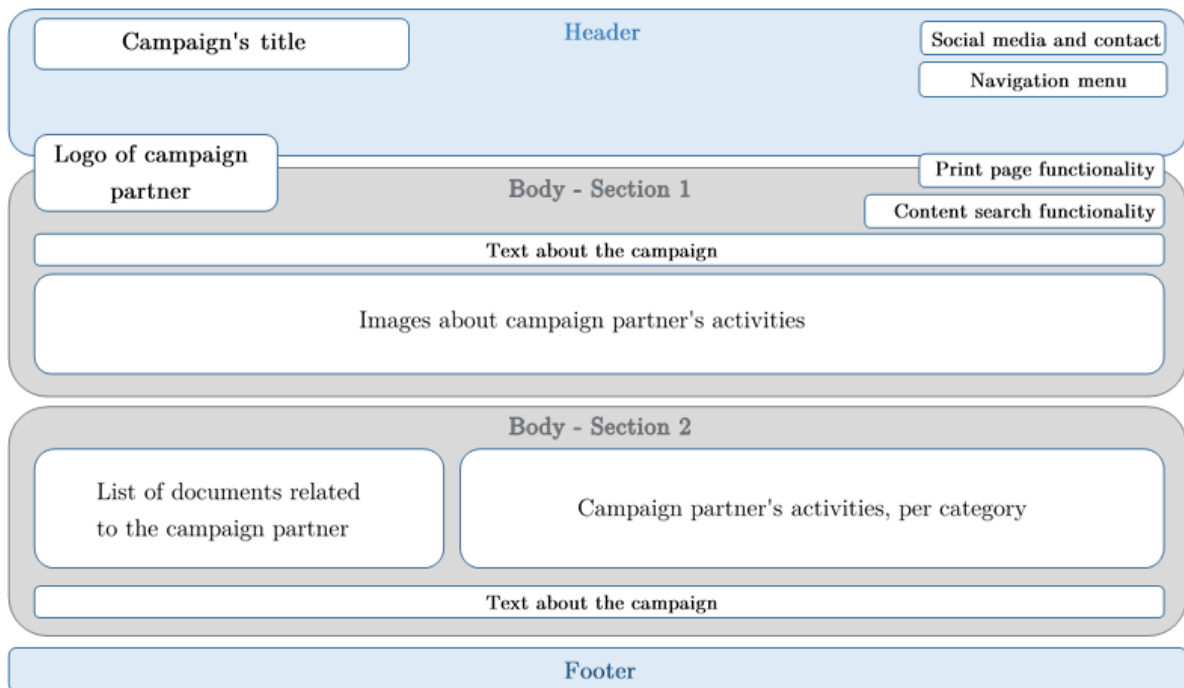 Campaign's title
Header
Social media and contact
Navigation menu
Logo of campaign
partner
Print page functionality
Body - Section 1
Content search functionality
Text about the campaign
Images about campaign partner's activities
Body - Section 2
List of documents related
to the campaign partner
Campaign partner's activities, per category
Text about the campaign
Footer